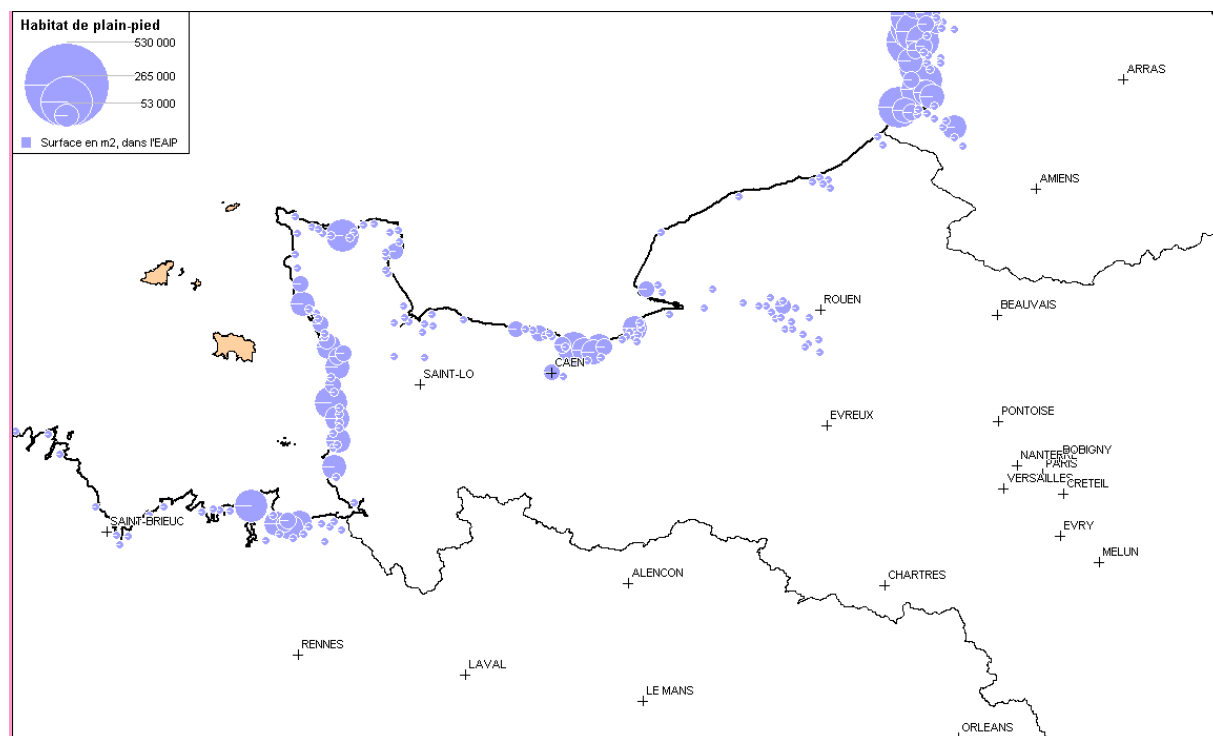 Habitat de plain-pied
530 000
265 000
53 000
Surface en m2, dans l'EAIP
ARRAS
AMIENS
ROUEN
BEAUVAIS
CAEN
SAINT-LO
EVREUX
PONTOISE
BOBIGNY
NANTERRE
PARIS
VERSAILLES
CRETEIL
SAINT-BRIEUC
EVRY
MELUN
ALENCON
CHARTRES
RENNES
LAVAL
LE MANS
ORLEANS